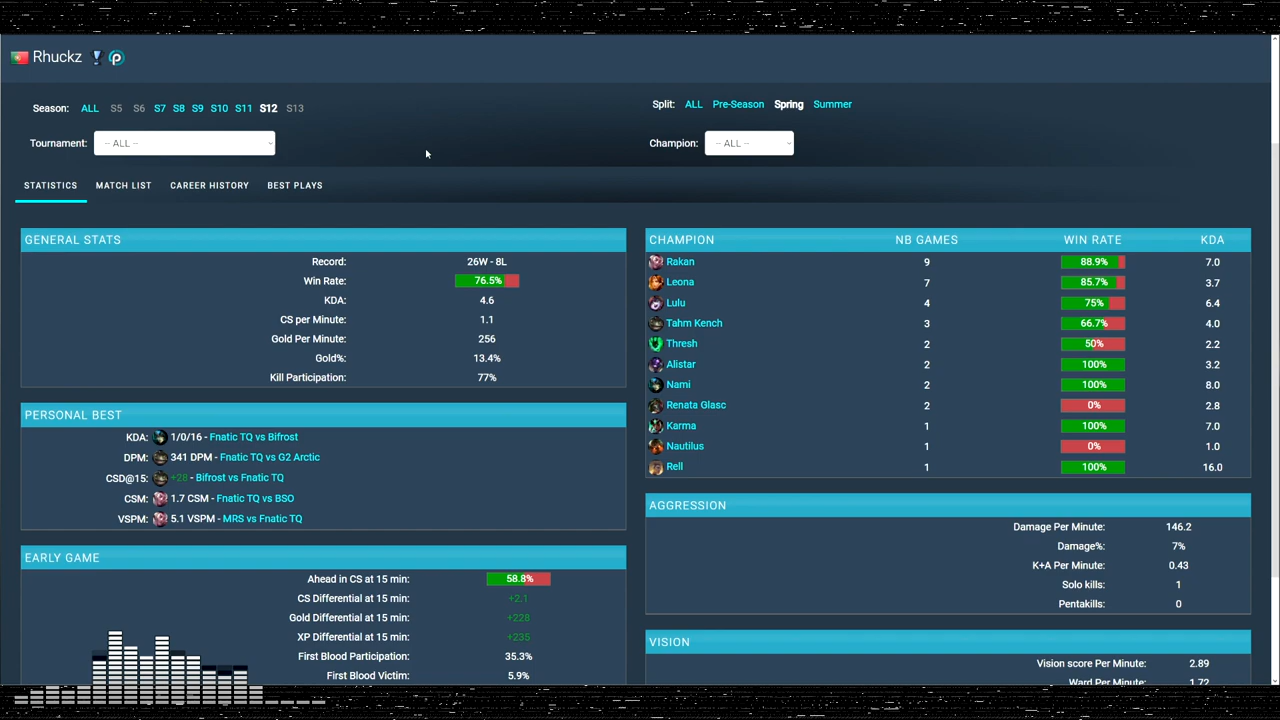 Rhuckz
Season: ALL S5 S6 S7 S8 S9 S10 S11 S12 S13
Split: ALL Pre-Season Spring Summer
Tournament: -- ALL --
Champion: -- ALL --
STATISTICS MATCH LIST CAREER HISTORY BEST PLAYS
GENERAL STATS
Record: 26W - 8L
Win Rate: 76.5%
KDA: 4.6
CS per Minute: 1.1
Gold Per Minute: 256
Gold%: 13.4%
Kill Participation: 77%
PERSONAL BEST
KDA: 1/0/16 - Fnatic TQ vs Bifrost
DPM: 341 DPM - Fnatic TQ vs G2 Arctic
CSD@15: +28 - Bifrost vs Fnatic TQ
CSM: 1.7 CSM - Fnatic TQ vs BSO
VSPM: 5.1 VSPM - MRS vs Fnatic TQ
EARLY GAME
Ahead in CS at 15 min: 58.8%
CS Differential at 15 min: +2.1
Gold Differential at 15 min: +228
XP Differential at 15 min: +235
First Blood Participation: 35.3%
First Blood Victim: 5.9%
CHAMPION NB GAMES WIN RATE KDA
Rakan 9 88.9% 7.0
Leona 7 85.7% 3.7
Lulu 4 75% 6.4
Tahm Kench 3 66.7% 4.0
Thresh 2 50% 2.2
Alistar 2 100% 3.2
Nami 2 100% 8.0
Renata Glasc 2 0% 2.8
Karma 1 100% 7.0
Nautilus 1 0% 1.0
Rell 1 100% 16.0
AGGRESSION
Damage Per Minute: 146.2
Damage%: 7%
K+A Per Minute: 0.43
Solo kills: 1
Pentakills: 0
VISION
Vision score Per Minute: 2.89
Ward Per Minute: 1.72